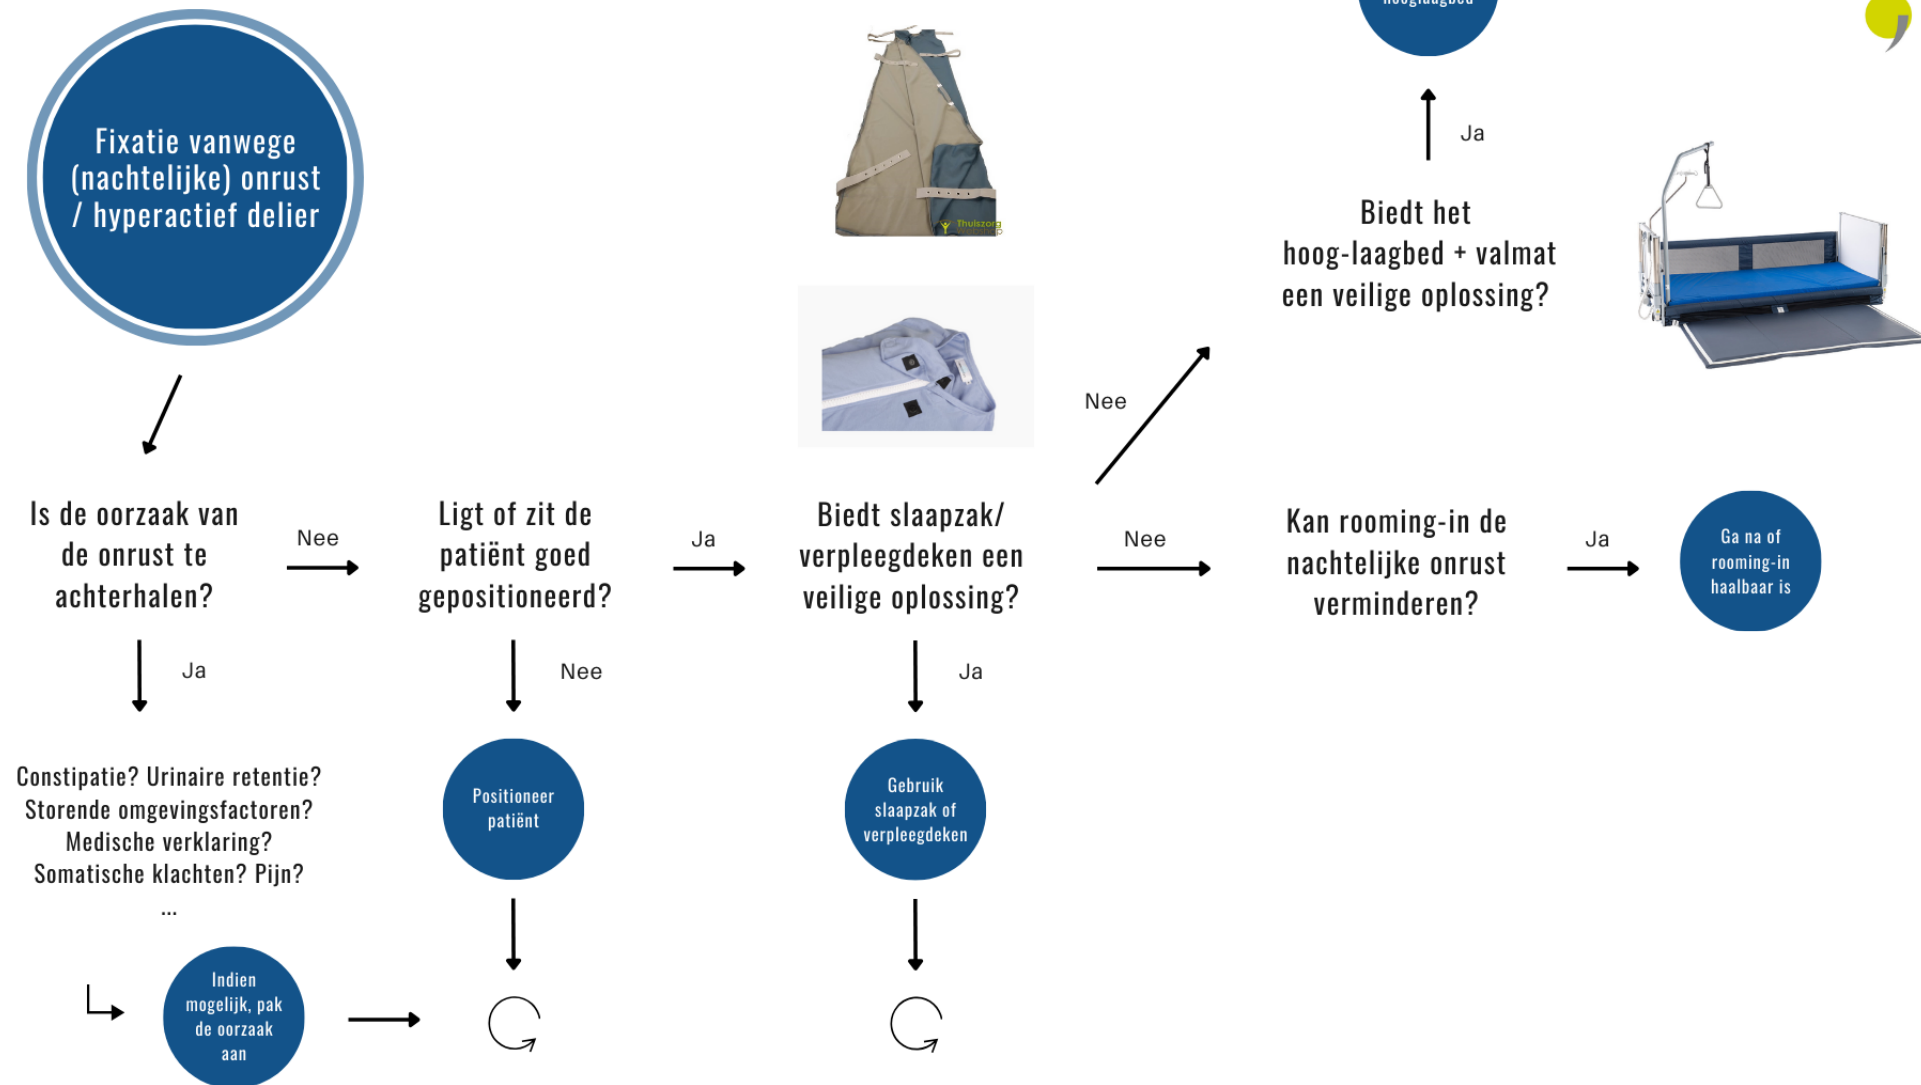 hooglaagbed
Fixatie vanwege
(nachtelijke) onrust
/ hyperactief delier
Thuiszorg
Ja
Biedt het
hoog-laagbed + valmat
een veilige oplossing?
Nee
Is de oorzaak van
de onrust te
achterhalen?
Nee
Ligt of zit de
patiënt goed
gepositioneerd?
Ja
Biedt slaapzak/
verpleegdeken een
veilige oplossing?
Nee
Kan rooming-in de
nachtelijke onrust
verminderen?
Ja
Ga na of
rooming-in
haalbaar is
Ja
Nee
Ja
Constipatie? Urinaire retentie?
Storende omgevingsfactoren?
Medische verklaring?
Somatische klachten? Pijn?
...
Positioneer
patiënt
Gebruik
slaapzak of
verpleegdeken
Indien
mogelijk, pak
de oorzaak
aan